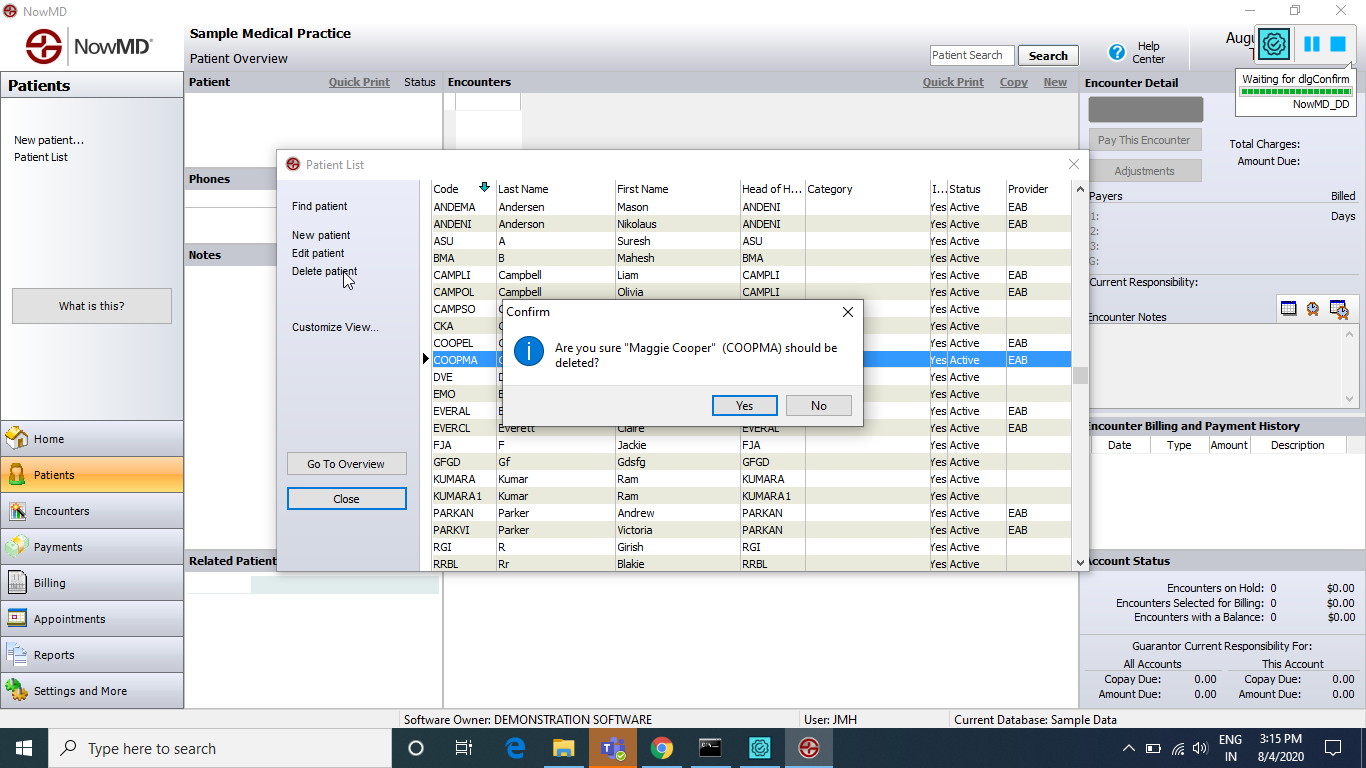 NowMD
NowMD®
Sample Medical Practice
Patient Overview
Patient Search
Search
Help
Center
Waiting for dlgConfirm
NowMD_DD
Patients
New patient...
Patient List
What is this?
Home
Patients
Encounters
Payments
Billing
Appointments
Reports
Settings and More
Patient Quick Print Status
Phones
Notes
Encounters Quick Print Copy New
Encounter Detail
Pay This Encounter
Adjustments
Total Charges:
Amount Due:
Payers Billed
1: Days
2:
3:
G:
Current Responsibility:
Encounter Notes
Encounter Billing and Payment History
Date Type Amount Description
Account Status
Encounters on Hold: 0 $0.00
Encounters Selected for Billing: 0 $0.00
Encounters with a Balance: 0 $0.00
Guarantor Current Responsibility For:
All Accounts This Account
Copay Due: 0.00 Copay Due: 0.00
Amount Due: 0.00 Amount Due: 0.00
Patient List
Find patient
New patient
Edit patient
Delete patient
Customize View...
Go To Overview
Close
Code Last Name First Name Head of H... Category I... Status Provider
ANDEMA Andersen Mason ANDENI Yes Active EAB
ANDENI Anderson Nikolaus ANDENI Yes Active EAB
ASU A Suresh ASU Yes Active
BMA B Mahesh BMA Yes Active
CAMPLI Campbell Liam CAMPLI Yes Active EAB
CAMPOL Campbell Olivia CAMPLI Yes Active EAB
CAMPSO Yes Active
CKA Yes Active
COOPEL Yes Active EAB
COOPMA Yes Active EAB
DVE Yes Active
EMO Yes Active
EVERAL Yes Active EAB
EVERCL Everett Claire EVERAL Yes Active EAB
FJA F Jackie FJA Yes Active
GFGD Gf Gdsfg GFGD Yes Active
KUMARA Kumar Ram KUMARA Yes Active
KUMARA1 Kumar Ram KUMARA1 Yes Active
PARKAN Parker Andrew PARKAN Yes Active EAB
PARKVI Parker Victoria PARKAN Yes Active EAB
RGI R Girish RGI Yes Active
RRBL Rr Blakie RRBL Yes Active
Confirm
Are you sure "Maggie Cooper" (COOPMA) should be
deleted?
Yes No
Related Patient
Software Owner: DEMONSTRATION SOFTWARE User: JMH Current Database: Sample Data
Type here to search
ENG
IN
3:15 PM
8/4/2020